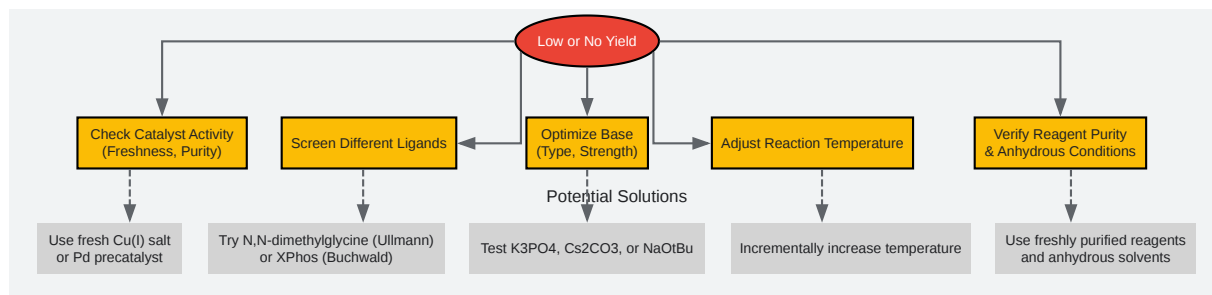 Low or No Yield
Check Catalyst Activity
(Freshness, Purity)
Screen Different Ligands
Optimize Base
(Type, Strength)
Adjust Reaction Temperature
Verify Reagent Purity
& Anhydrous Conditions
Potential Solutions
Use fresh Cu(I) salt
or Pd precatalyst
Try N,N-dimethylglycine (Ullmann)
or XPhos (Buchwald)
Test K3PO4, Cs2CO3, or NaOtBu
Incrementally increase temperature
Use freshly purified reagents
and anhydrous solvents